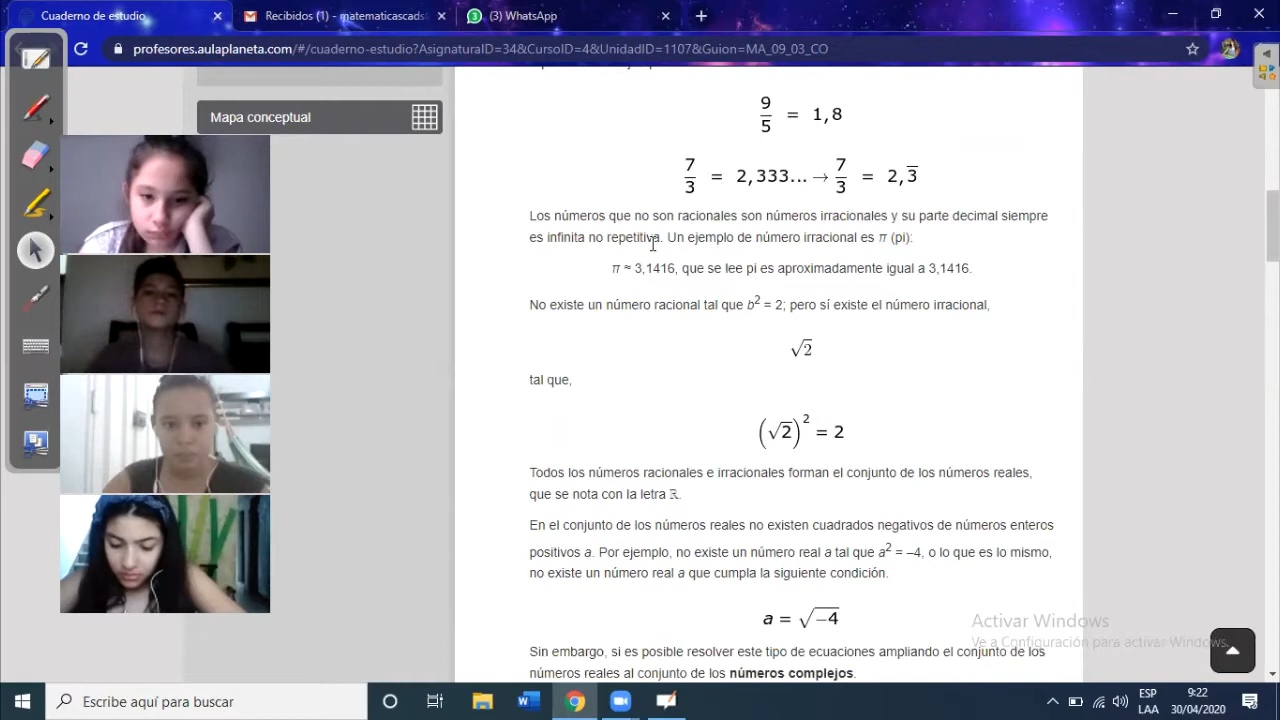 Cuaderno de estudio
Recibidos (1) - matematicascads
(3) WhatsApp
profesores.aulaplaneta.com/#/cuaderno-estudio?AsignaturaID=34&CursoID=4&UnidadID=1107&Guion=MA_09_03_CO
Mapa conceptual
9/5 = 1,8
7/3 = 2,333... → 7/3 = 2,3̅
Los números que no son racionales son números irracionales y su parte decimal siempre
es infinita no repetitiva. Un ejemplo de número irracional es π (pi):
π ≈ 3,1416, que se lee pi es aproximadamente igual a 3,1416.
No existe un número racional tal que b² = 2; pero sí existe el número irracional,
√2
tal que,
(√2)² = 2
Todos los números racionales e irracionales forman el conjunto de los números reales,
que se nota con la letra ℝ.
En el conjunto de los números reales no existen cuadrados negativos de números enteros
positivos a. Por ejemplo, no existe un número real a tal que a² = –4, o lo que es lo mismo,
no existe un número real a que cumpla la siguiente condición.
a = √−4
Sin embargo, si es posible resolver este tipo de ecuaciones ampliando el conjunto de los
números reales al conjunto de los números complejos.
Activar Windows
Ve a Configuración para activar Windows.
Escribe aquí para buscar
ESP
LAA
9:22
30/04/2020